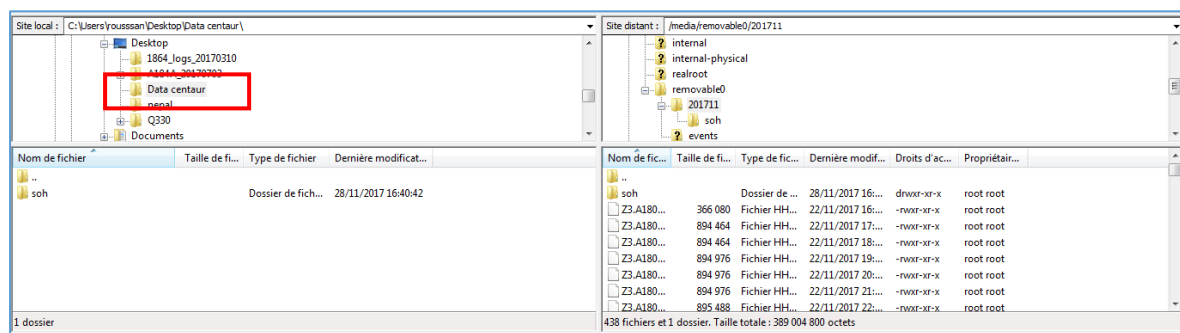 Site local : C:\Users\rousssan\Desktop\Data centaur\
Desktop
1864_logs_20170310
A184A_20170703
Data centaur
nepal
Q330
Documents
Nom de fichier Taille de fi... Type de fichier Dernière modificat...
..
soh Dossier de fich... 28/11/2017 16:40:42
1 dossier
Site distant : /media/removable0/201711
internal
internal-physical
realroot
removable0
201711
soh
events
Nom de fic... Taille de fi... Type de fic... Dernière modif... Droits d'ac... Propriétair...
..
soh Dossier de ... 28/11/2017 16:... drwxr-xr-x root root
Z3.A180... 366 080 Fichier HH... 22/11/2017 16:... -rwxr-xr-x root root
Z3.A180... 894 464 Fichier HH... 22/11/2017 17:... -rwxr-xr-x root root
Z3.A180... 894 464 Fichier HH... 22/11/2017 18:... -rwxr-xr-x root root
Z3.A180... 894 976 Fichier HH... 22/11/2017 19:... -rwxr-xr-x root root
Z3.A180... 894 976 Fichier HH... 22/11/2017 20:... -rwxr-xr-x root root
Z3.A180... 894 976 Fichier HH... 22/11/2017 21:... -rwxr-xr-x root root
Z3.A180... 895 488 Fichier HH... 22/11/2017 22:... -rwxr-xr-x root root
438 fichiers et 1 dossier. Taille totale : 389 004 800 octets